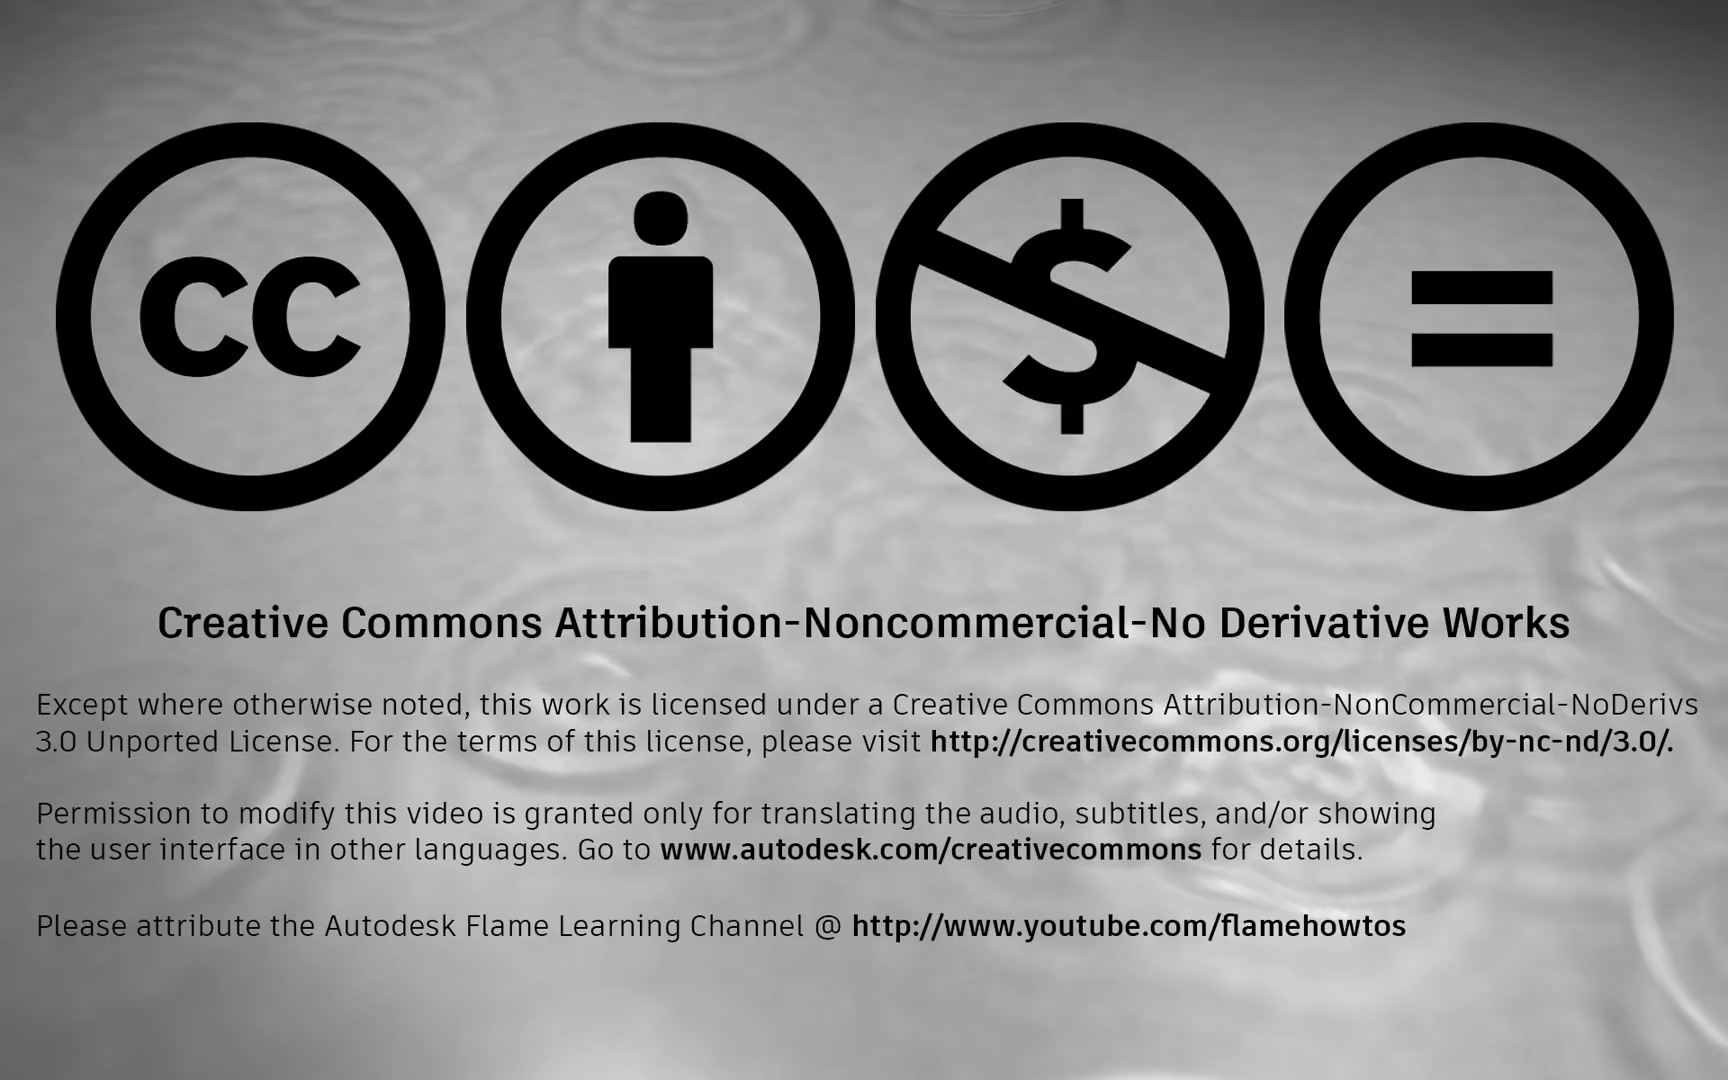 cc
$
=
Creative Commons Attribution-Noncommercial-No Derivative Works
Except where otherwise noted, this work is licensed under a Creative Commons Attribution-NonCommercial-NoDerivs
3.0 Unported License. For the terms of this license, please visit http://creativecommons.org/licenses/by-nc-nd/3.0/.
Permission to modify this video is granted only for translating the audio, subtitles, and/or showing
the user interface in other languages. Go to www.autodesk.com/creativecommons for details.
Please attribute the Autodesk Flame Learning Channel @ http://www.youtube.com/flamehowtos